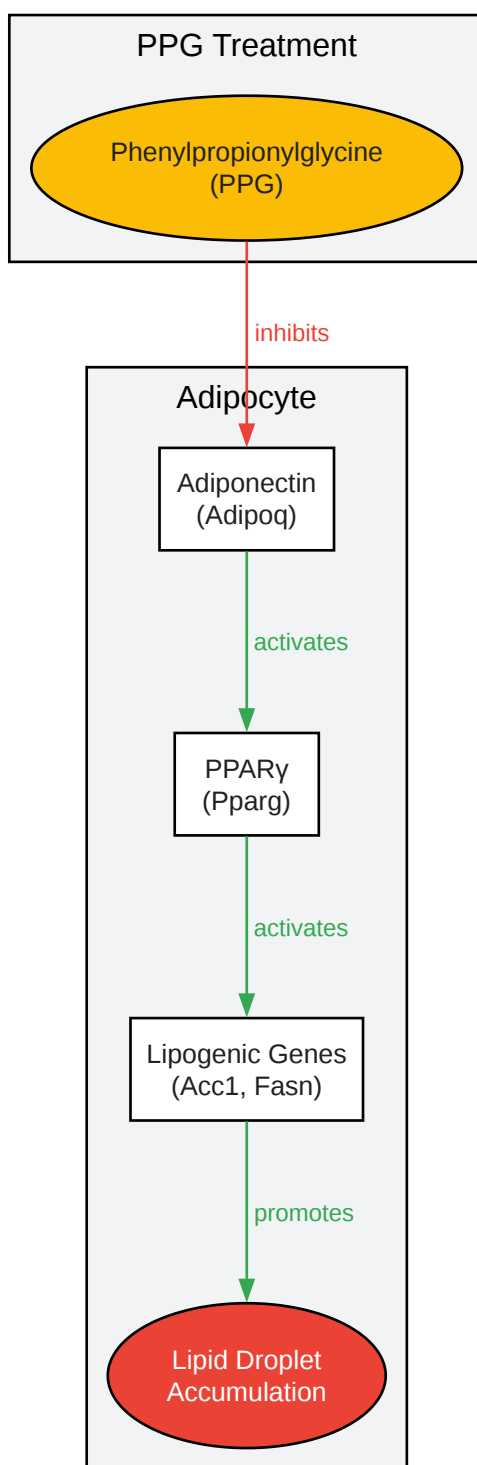 PPG Treatment
Phenylpropionylglycine
(PPG)
inhibits
Adipocyte
Adiponectin
(Adipoq)
activates
PPARγ
(Pparg)
activates
Lipogenic Genes
(Acc1, Fasn)
promotes
Lipid Droplet
Accumulation